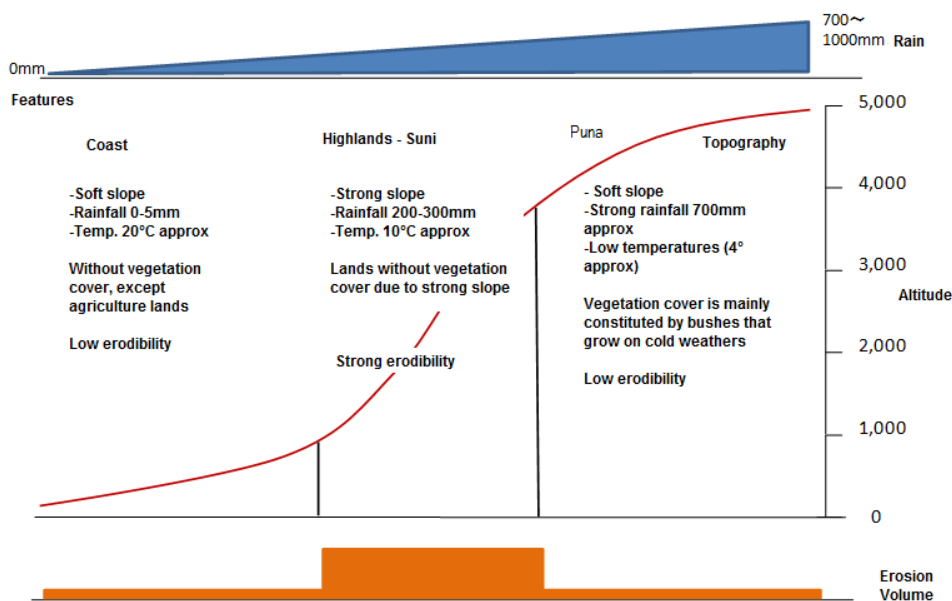 700～
1000mm Rain
0mm
Features
5,000
Coast
Highlands - Suni
Puna
Topography
-Soft slope
-Rainfall 0-5mm
-Temp. 20°C approx
Without vegetation
cover, except
agriculture lands
Low erodibility
-Strong slope
-Rainfall 200-300mm
-Temp. 10°C approx
Lands without vegetation
cover due to strong slope
Strong erodibility
- Soft slope
-Strong rainfall 700mm
approx
-Low temperatures (4°
approx)
Vegetation cover is mainly
constituted by bushes that
grow on cold weathers
Low erodibility
4,000
3,000
Altitude
2,000
1,000
0
Erosion
Volume